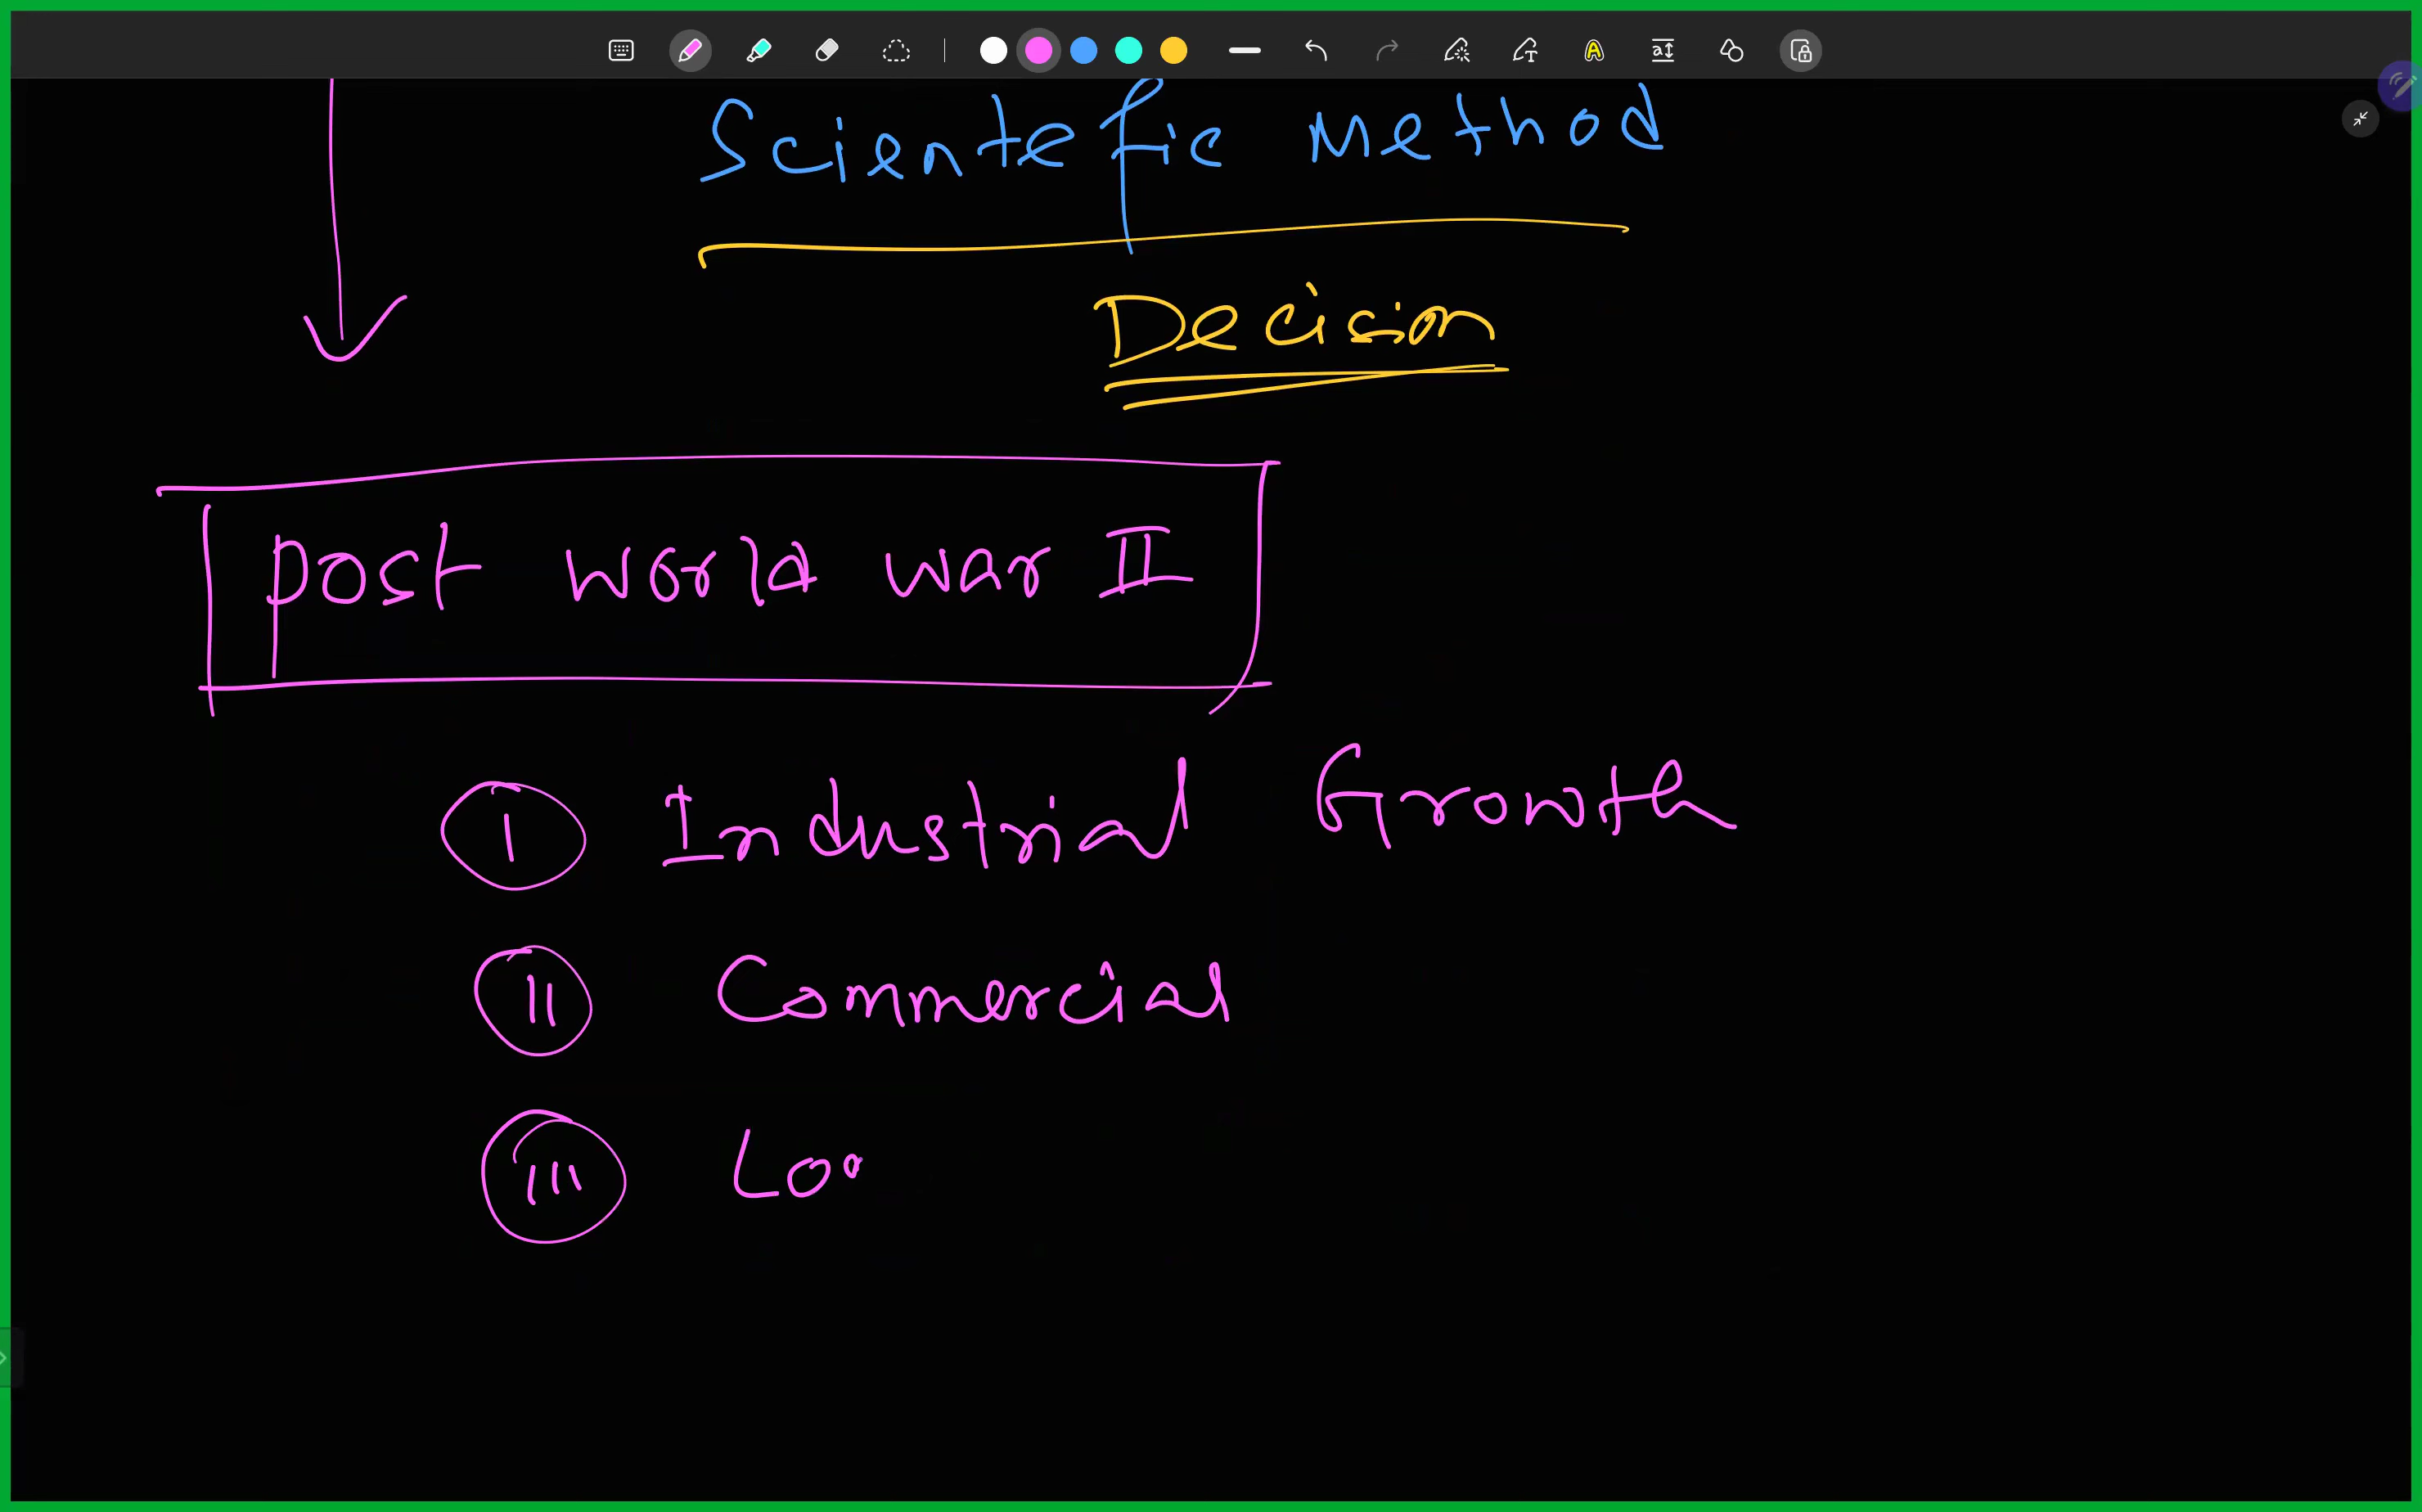 Scientefic Method
Decision
Post World War II
I Industrial Growth
II Commercial
III Loo